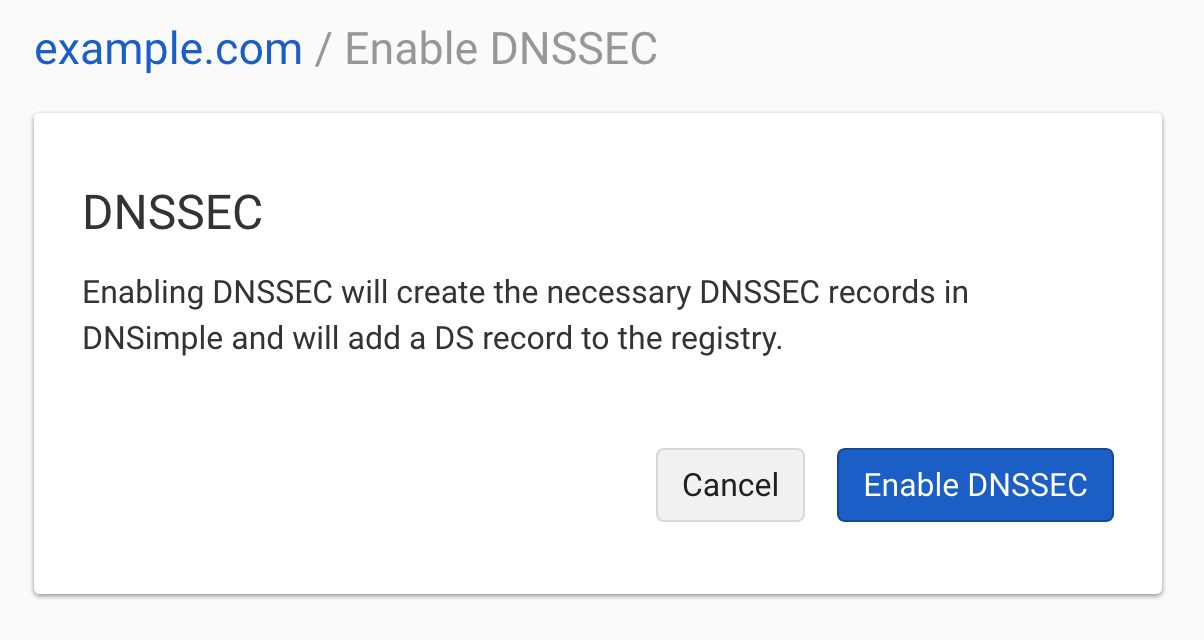 example.com / Enable DNSSEC
DNSSEC
Enabling DNSSEC will create the necessary DNSSEC records in
DNSimple and will add a DS record to the registry.
Cancel Enable DNSSEC